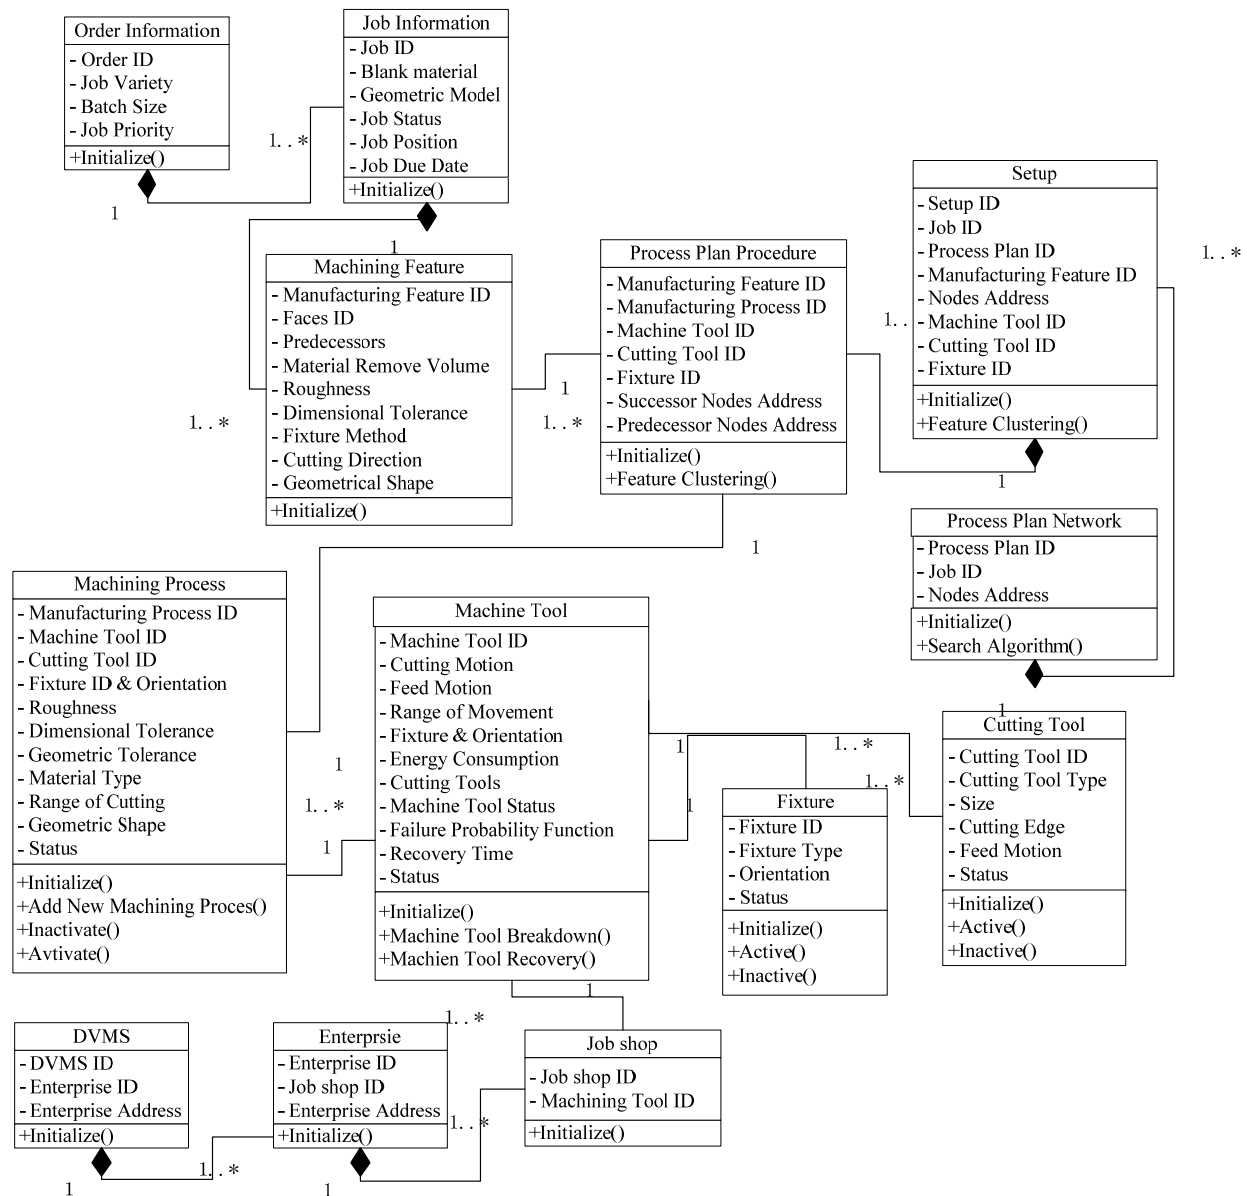 Order Information
- Order ID
- Job Variety
- Batch Size
- Job Priority
+Initialize()
1
1..*
Job Information
- Job ID
- Blank material
- Geometric Model
- Job Status
- Job Position
- Job Due Date
+Initialize()
1
1..*
Machining Feature
- Manufacturing Feature ID
- Faces ID
- Predecessors
- Material Remove Volume
- Roughness
- Dimensional Tolerance
- Fixture Method
- Cutting Direction
- Geometrical Shape
+Initialize()
1
1..*
Process Plan Procedure
- Manufacturing Feature ID
- Manufacturing Process ID
- Machine Tool ID
- Cutting Tool ID
- Fixture ID
- Successor Nodes Address
- Predecessor Nodes Address
+Initialize()
+Feature Clustering()
1..
1
1
Setup
- Setup ID
- Job ID
- Process Plan ID
- Manufacturing Feature ID
- Nodes Address
- Machine Tool ID
- Cutting Tool ID
- Fixture ID
+Initialize()
+Feature Clustering()
1..*
Process Plan Network
- Process Plan ID
- Job ID
- Nodes Address
+Initialize()
+Search Algorithm()
1
Machining Process
- Manufacturing Process ID
- Machine Tool ID
- Cutting Tool ID
- Fixture ID & Orientation
- Roughness
- Dimensional Tolerance
- Geometric Tolerance
- Material Type
- Range of Cutting
- Geometric Shape
- Status
+Initialize()
+Add New Machining Proces()
+Inactivate()
+Avtivate()
1
1..*
1
Machine Tool
- Machine Tool ID
- Cutting Motion
- Feed Motion
- Range of Movement
- Fixture & Orientation
- Energy Consumption
- Cutting Tools
- Machine Tool Status
- Failure Probability Function
- Recovery Time
- Status
+Initialize()
+Machine Tool Breakdown()
+Machien Tool Recovery()
1
1
1..*
1..*
1
Fixture
- Fixture ID
- Fixture Type
- Orientation
- Status
+Initialize()
+Active()
+Inactive()
Cutting Tool
- Cutting Tool ID
- Cutting Tool Type
- Size
- Cutting Edge
- Feed Motion
- Status
+Initialize()
+Active()
+Inactive()
DVMS
- DVMS ID
- Enterprise ID
- Enterprise Address
+Initialize()
1
1..*
Enterprsie
- Enterprise ID
- Job shop ID
- Enterprise Address
+Initialize()
1
1..*
1..*
Job shop
- Job shop ID
- Machining Tool ID
+Initialize()